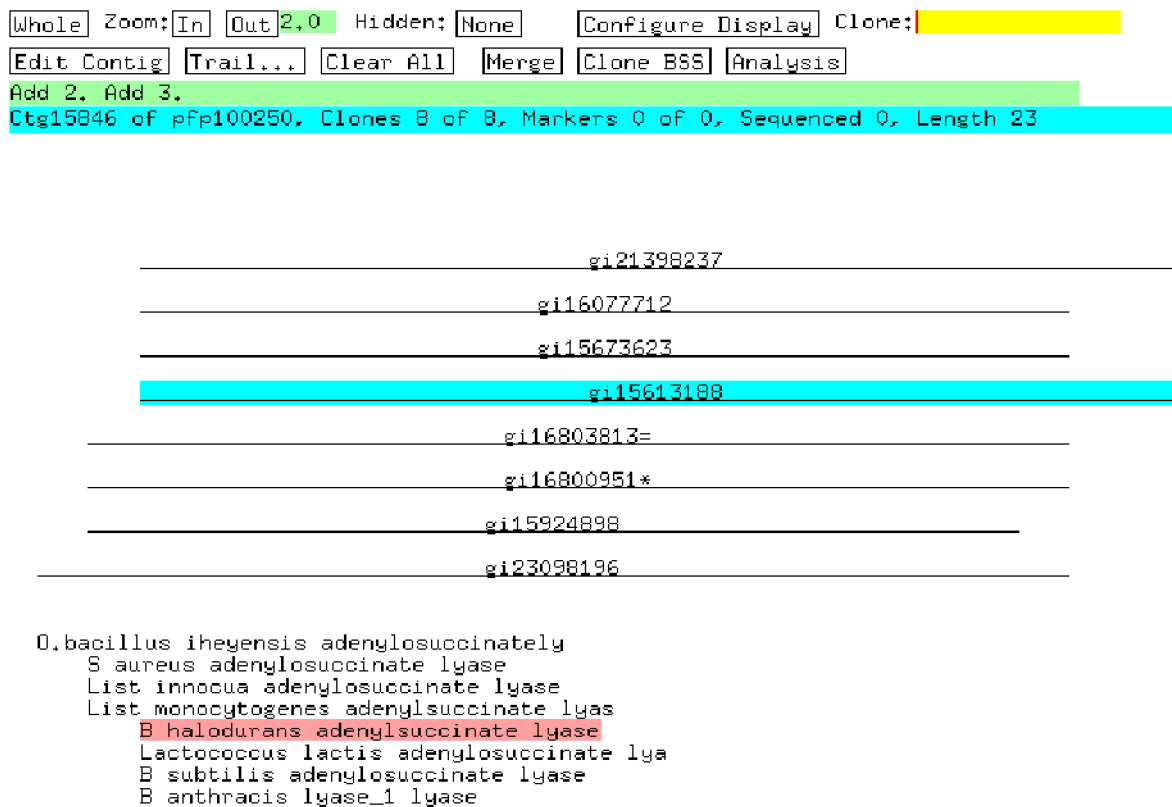 Whole Zoom: In Out 2.0 Hidden: None Configure Display Clone:
Edit Contig Trail... Clear All Merge Clone BSS Analysis
Add 2. Add 3.
Ctg15846 of pfp100250, Clones 8 of 8, Markers 0 of 0, Sequenced 0, Length 23
gi21398237
gi16077712
gi15673623
gi15613188
gi16803813=
gi16800951*
gi15924898
gi23098196
O.bacillus iheyensis adenylosuccinately
S aureus adenylosuccinate lyase
List innocua adenylosuccinate lyase
List monocytogenes adenylsuccinate lyas
B halodurans adenylsuccinate lyase
Lactococcus lactis adenylosuccinate lya
B subtilis adenylosuccinate lyase
B anthracis lyase_1 lyase